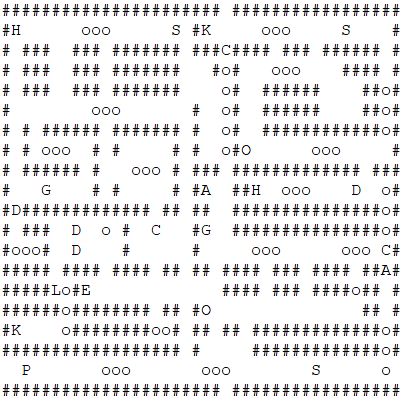 ###################### #################
#H      ooo      S #K     ooo     S    #
# ###  ### ####### ###C#### ### ###### #
# ###  ### #######   #o#   ooo    #### #
# ###  ### #######    o#  ######    ##o#
#        ooo       #  o#  ######    ##o#
# # ###### ####### #  o#  ############o#
# # ooo  # #     # #  o#O      ooo     #
# ###### #   ooo # ### ############# ###
#   G    # #     # #A  ##H  ooo    D  o#
#D############# ## ##  ###############o#
# ### D  o #  C    #G  ###############o#
#ooo# D    #       #     ooo      ooo C#
##### #### #### ## ## #### ### #### ##A#
#####Lo#E             #### ### ####o## #
######o######## ## #O               ## #
#K    o########oo# ## ## #############o#
################## #     #############o#
  P       ooo       ooo        S      o
###################### #################